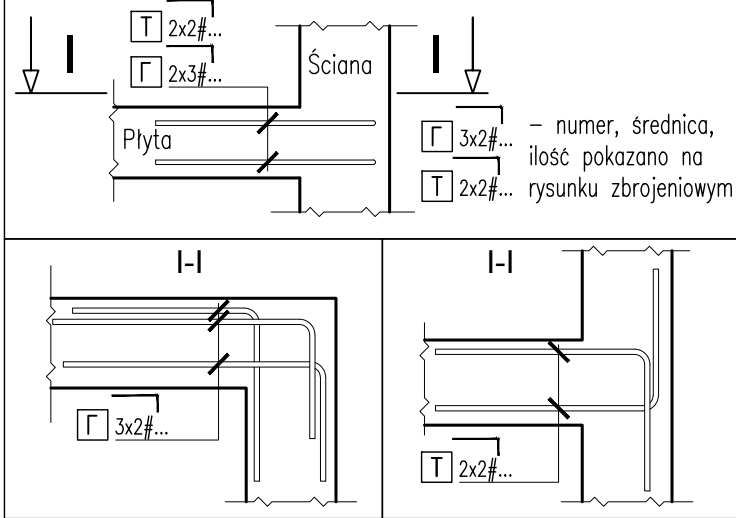 T 2x2#...
Γ 2x3#...
I
Ściana
I
Płyta
Γ 3x2#...
T 2x2#...
– numer, średnica,
ilość pokazano na
rysunku zbrojeniowym
I-I
Γ 3x2#...
I-I
T 2x2#...